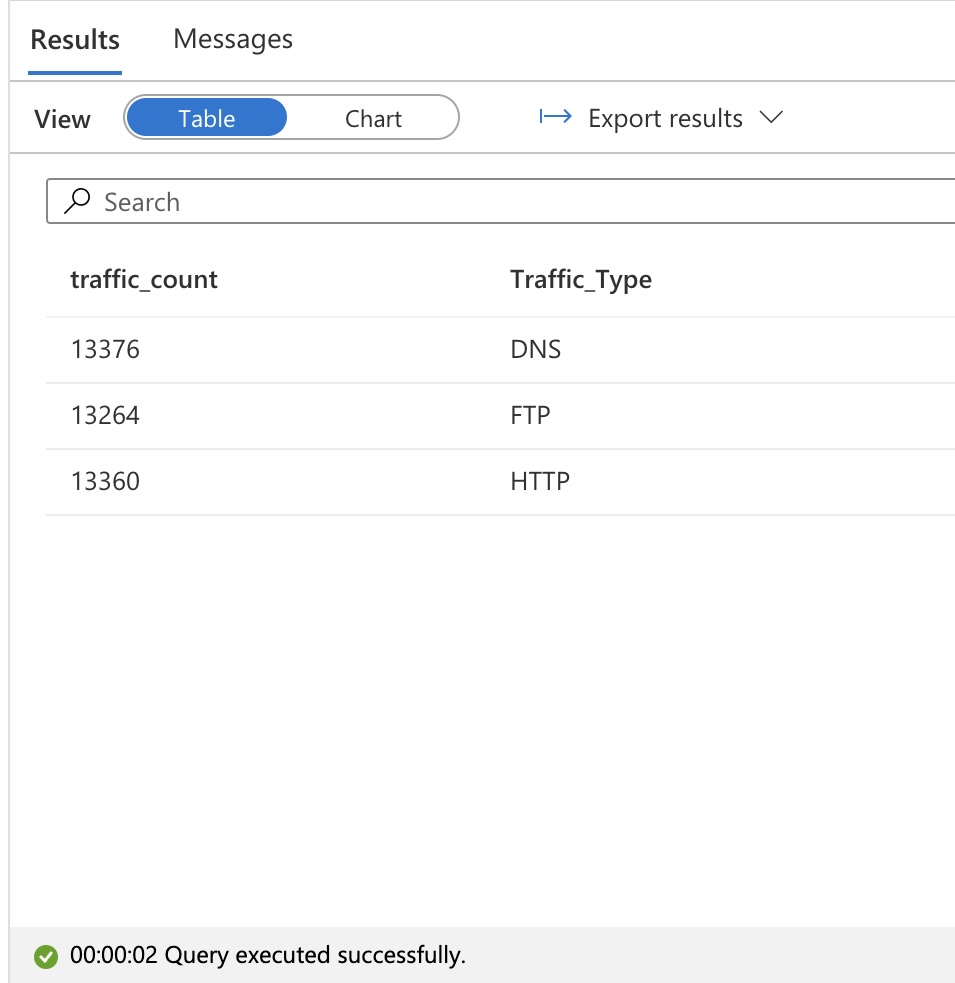 Results Messages
View Table Chart Export results
Search
traffic_count Traffic_Type
13376 DNS
13264 FTP
13360 HTTP
00:00:02 Query executed successfully.